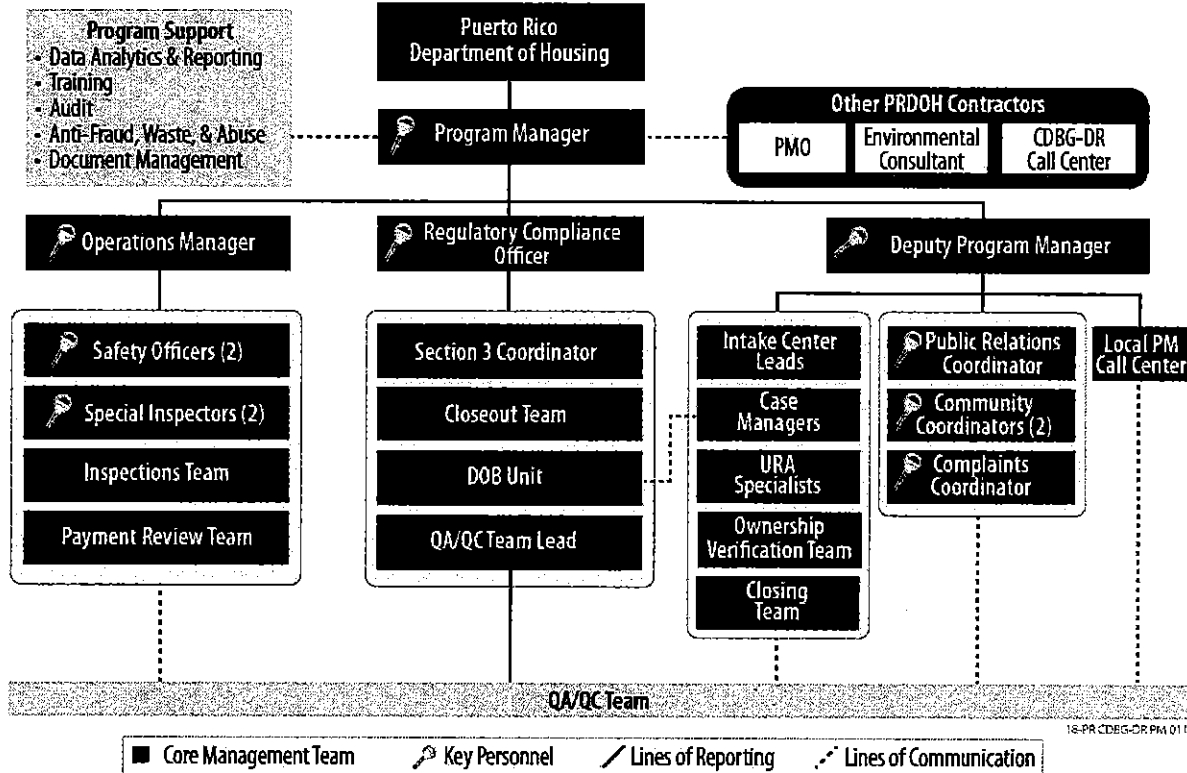 Program Support
• Data Analytics & Reporting
• Training
• Audit
• Anti-Fraud, Waste, & Abuse
• Document Management
Puerto Rico
Department of Housing
Program Manager
Other PRDOH Contractors
PMO
Environmental
Consultant
CDBG-DR
Call Center
Operations Manager
Regulatory Compliance
Officer
Deputy Program Manager
Safety Officers (2)
Special Inspectors (2)
Inspections Team
Payment Review Team
Section 3 Coordinator
Closeout Team
DOB Unit
QA/QC Team Lead
Intake Center
Leads
Case
Managers
URA
Specialists
Ownership
Verification Team
Closing
Team
Public Relations
Coordinator
Community
Coordinators (2)
Complaints
Coordinator
Local PM
Call Center
QA/QC Team
18-PR CDBG-DR PM 01
Core Management Team
Key Personnel
Lines of Reporting
Lines of Communication